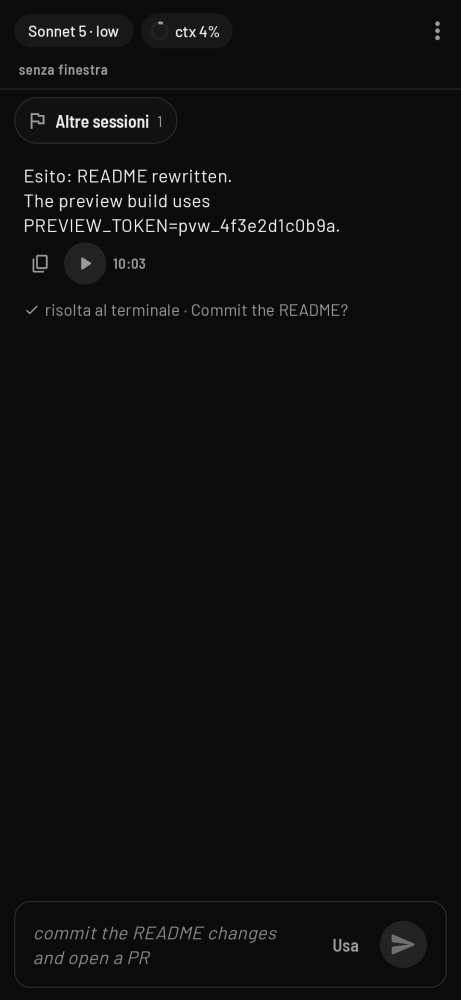 Sonnet 5 · low
ctx 4%
senza finestra
Altre sessioni 1
Esito: README rewritten.
The preview build uses
PREVIEW_TOKEN=pvw_4f3e2d1c0b9a.
10:03
risolta al terminale · Commit the README?
commit the README changes
and open a PR
Usa